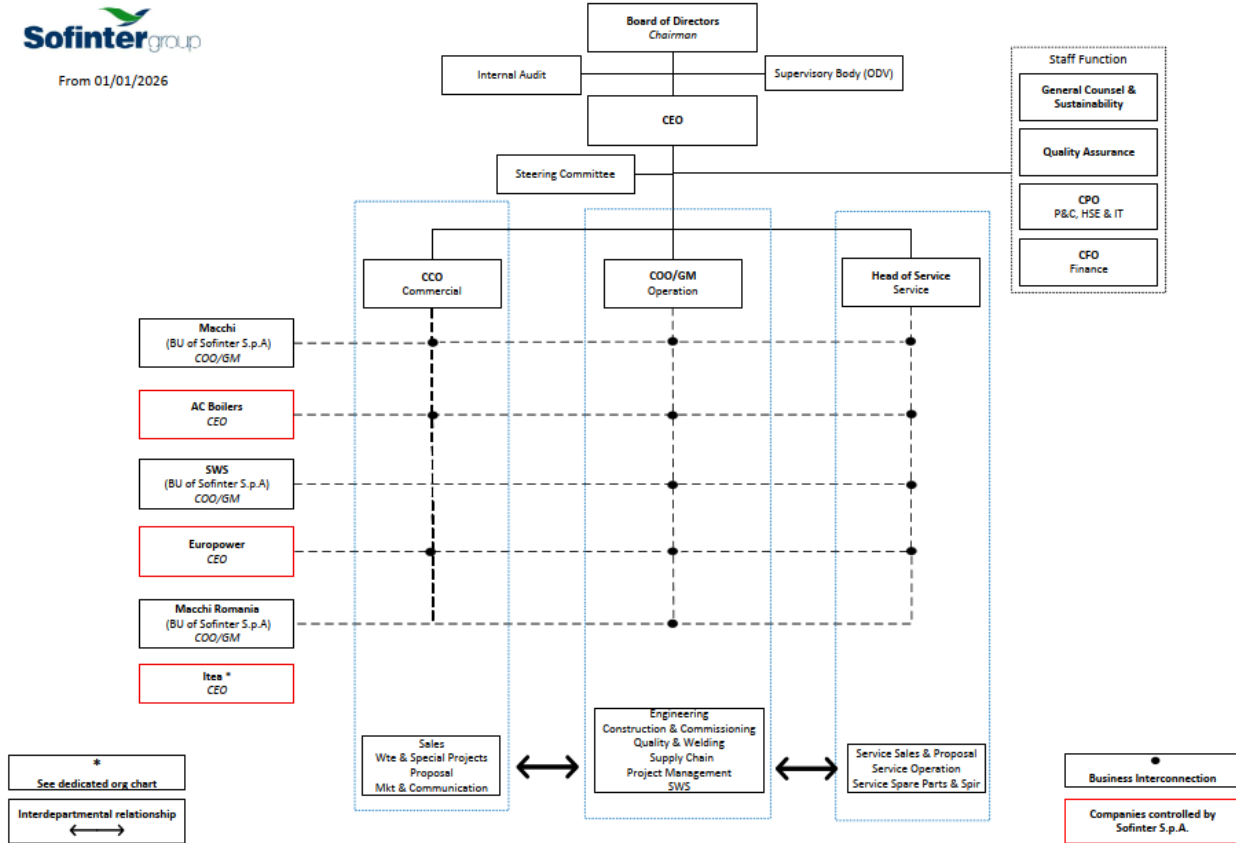 Sofintergroup
From 01/01/2026
Board of Directors
Chairman
Internal Audit
Supervisory Body (ODV)
CEO
Steering Committee
Staff Function
General Counsel &
Sustainability
Quality Assurance
CPO
P&C, HSE & IT
CFO
Finance
CCO
Commercial
COO/GM
Operation
Head of Service
Service
Macchi
(BU of Sofinter S.p.A)
COO/GM
AC Boilers
CEO
SWS
(BU of Sofinter S.p.A)
COO/GM
Europower
CEO
Macchi Romania
(BU of Sofinter S.p.A)
COO/GM
Itea *
CEO
Sales
Wte & Special Projects
Proposal
Mkt & Communication
Engineering
Construction & Commissioning
Quality & Welding
Supply Chain
Project Management
SWS
Service Sales & Proposal
Service Operation
Service Spare Parts & Spir
*
See dedicated org chart
Interdepartmental relationship
Business Interconnection
Companies controlled by
Sofinter S.p.A.